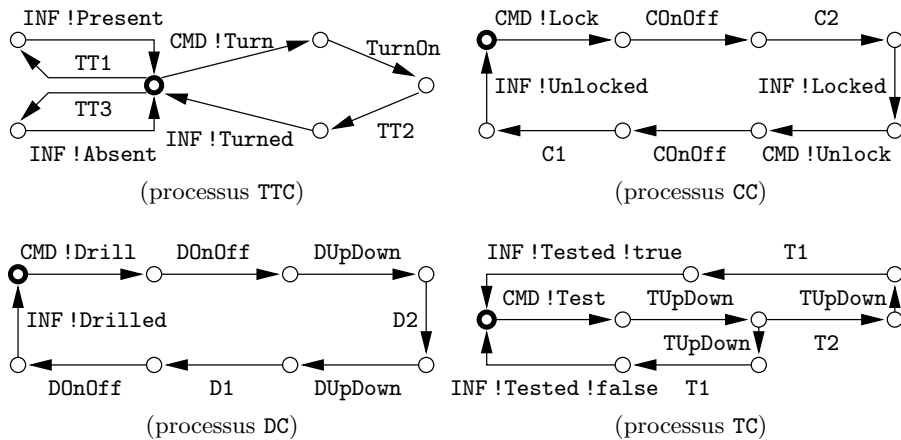 INF !Present
TT1
TT3
INF !Absent
CMD !Turn
TurnOn
TT2
INF !Turned
(processus TTC)
CMD !Lock
COnOff
C2
INF !Unlocked
INF !Locked
C1
COnOff
CMD !Unlock
(processus CC)
CMD !Drill
DOnOff
DUpDown
INF !Drilled
D2
DOnOff
D1
DUpDown
(processus DC)
INF !Tested !true
T1
CMD !Test
TUpDown
TUpDown
TUpDown
T2
INF !Tested !false
T1
(processus TC)